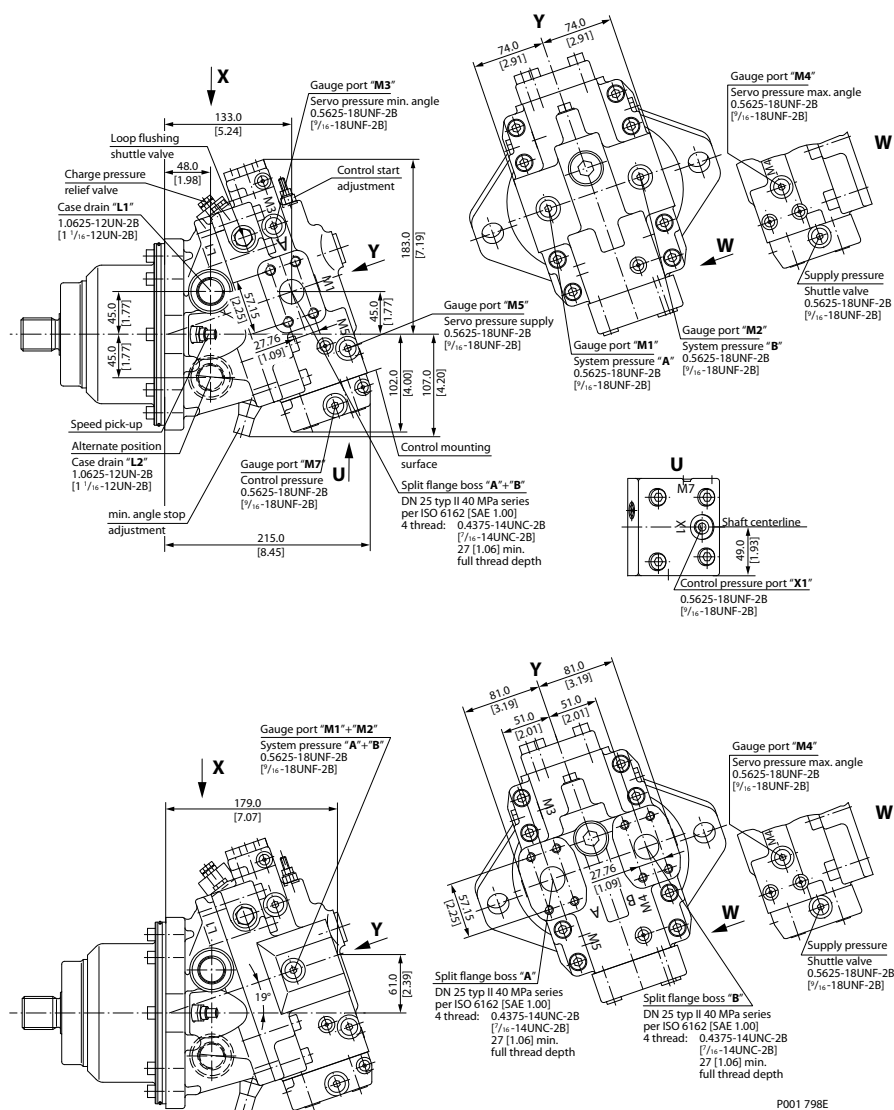 Y
74.0
[2.91]
74.0
[2.91]
X
Gauge port "M3"
Servo pressure min. angle
0.5625-18UNF-2B
[9/16-18UNF-2B]
Gauge port "M4"
Servo pressure max. angle
0.5625-18UNF-2B
[9/16-18UNF-2B]
W
133.0
[5.24]
Loop flushing
shuttle valve
48.0
[1.98]
Charge pressure
relief valve
Case drain "L1"
1.0625-12UN-2B
[1 1/16-12UN-2B]
Control start
adjustment
M3
A
L1
M1
M5
M4
Y
183.0
[7.19]
W
45.0
[1.77]
45.0
[1.77]
57.15
[2.25]
27.76
[1.09]
45.0
[1.77]
102.0
[4.00]
107.0
[4.20]
Gauge port "M5"
Servo pressure supply
0.5625-18UNF-2B
[9/16-18UNF-2B]
Supply pressure
Shuttle valve
0.5625-18UNF-2B
[9/16-18UNF-2B]
Gauge port "M1"
System pressure "A"
0.5625-18UNF-2B
[9/16-18UNF-2B]
Gauge port "M2"
System pressure "B"
0.5625-18UNF-2B
[9/16-18UNF-2B]
Speed pick-up
Alternate position
Case drain "L2"
1.0625-12UN-2B
[1 1/16-12UN-2B]
min. angle stop
adjustment
Gauge port "M7"
Control pressure
0.5625-18UNF-2B
[9/16-18UNF-2B]
U
Control mounting
surface
Split flange boss "A"+"B"
DN 25 typ II 40 MPa series
per ISO 6162 [SAE 1.00]
4 thread: 0.4375-14UNC-2B
[7/16-14UNC-2B]
27 [1.06] min.
full thread depth
215.0
[8.45]
U
M7
X1
Shaft centerline
49.0
[1.93]
Control pressure port "X1"
0.5625-18UNF-2B
[9/16-18UNF-2B]
Y
81.0
[3.19]
81.0
[3.19]
51.0
[2.01]
51.0
[2.01]
Gauge port "M1"+"M2"
System pressure "A"+"B"
0.5625-18UNF-2B
[9/16-18UNF-2B]
X
179.0
[7.07]
L1
Y
19°
61.0
[2.39]
M3
57.15
[2.25]
27.76
[1.09]
A
B
M4
M5
W
Gauge port "M4"
Servo pressure max. angle
0.5625-18UNF-2B
[9/16-18UNF-2B]
W
M4
Supply pressure
Shuttle valve
0.5625-18UNF-2B
[9/16-18UNF-2B]
Split flange boss "A"
DN 25 typ II 40 MPa series
per ISO 6162 [SAE 1.00]
4 thread: 0.4375-14UNC-2B
[7/16-14UNC-2B]
27 [1.06] min.
full thread depth
Split flange boss "B"
DN 25 typ II 40 MPa series
per ISO 6162 [SAE 1.00]
4 thread: 0.4375-14UNC-2B
[7/16-14UNC-2B]
27 [1.06] min.
full thread depth
P001 798E